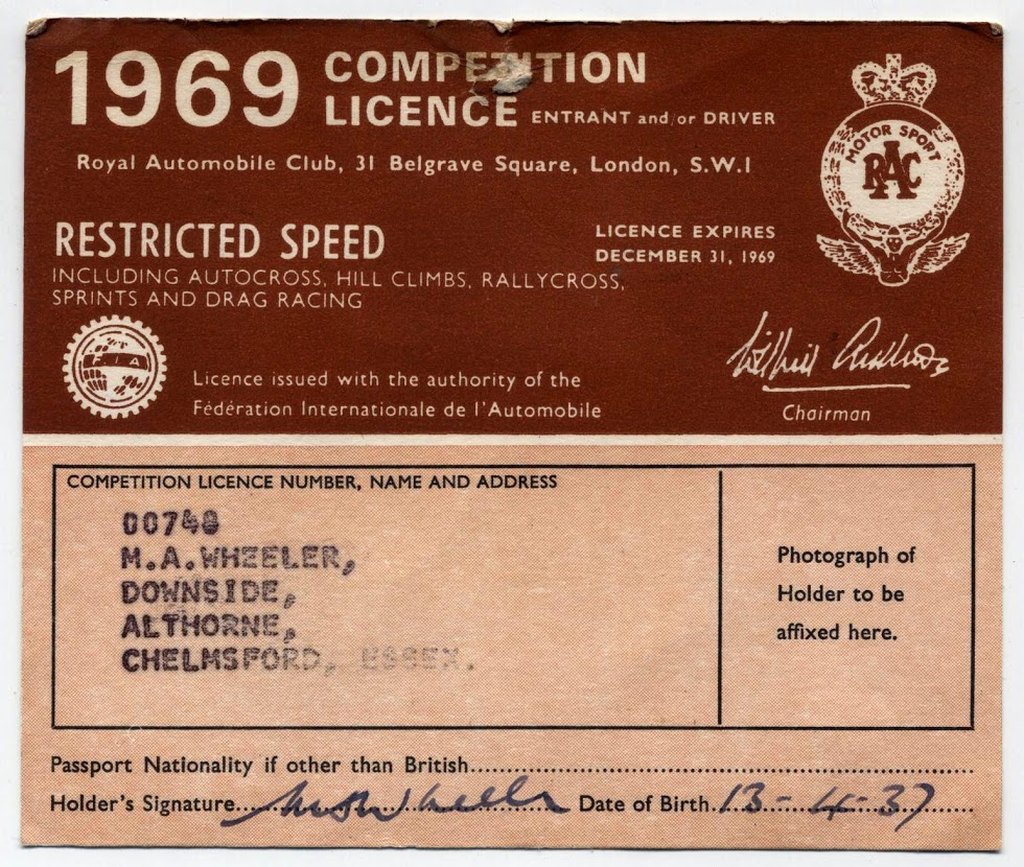 1969 COMPETITION
LICENCE ENTRANT and/or DRIVER
Royal Automobile Club, 31 Belgrave Square, London, S.W.1
MOTOR SPORT
RAC
RESTRICTED SPEED
INCLUDING AUTOCROSS, HILL CLIMBS, RALLYCROSS,
SPRINTS AND DRAG RACING
LICENCE EXPIRES
DECEMBER 31, 1969
FIA
Licence issued with the authority of the
Fédération Internationale de l'Automobile
Chairman
COMPETITION LICENCE NUMBER, NAME AND ADDRESS
00748
M.A.WHEELER,
DOWNSIDE,
ALTHORNE,
CHELMSFORD, ESSEX.
Photograph of
Holder to be
affixed here.
Passport Nationality if other than British
Holder's Signature M A Wheeler Date of Birth 13-4-37